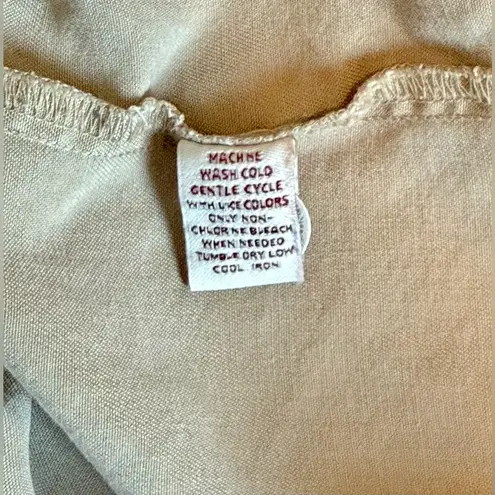 MACHINE
WASH COLD
GENTLE CYCLE
WITH LIKE COLORS
ONLY NON-
CHLORINE BLEACH
WHEN NEEDED
TUMBLE DRY LOW
COOL IRON